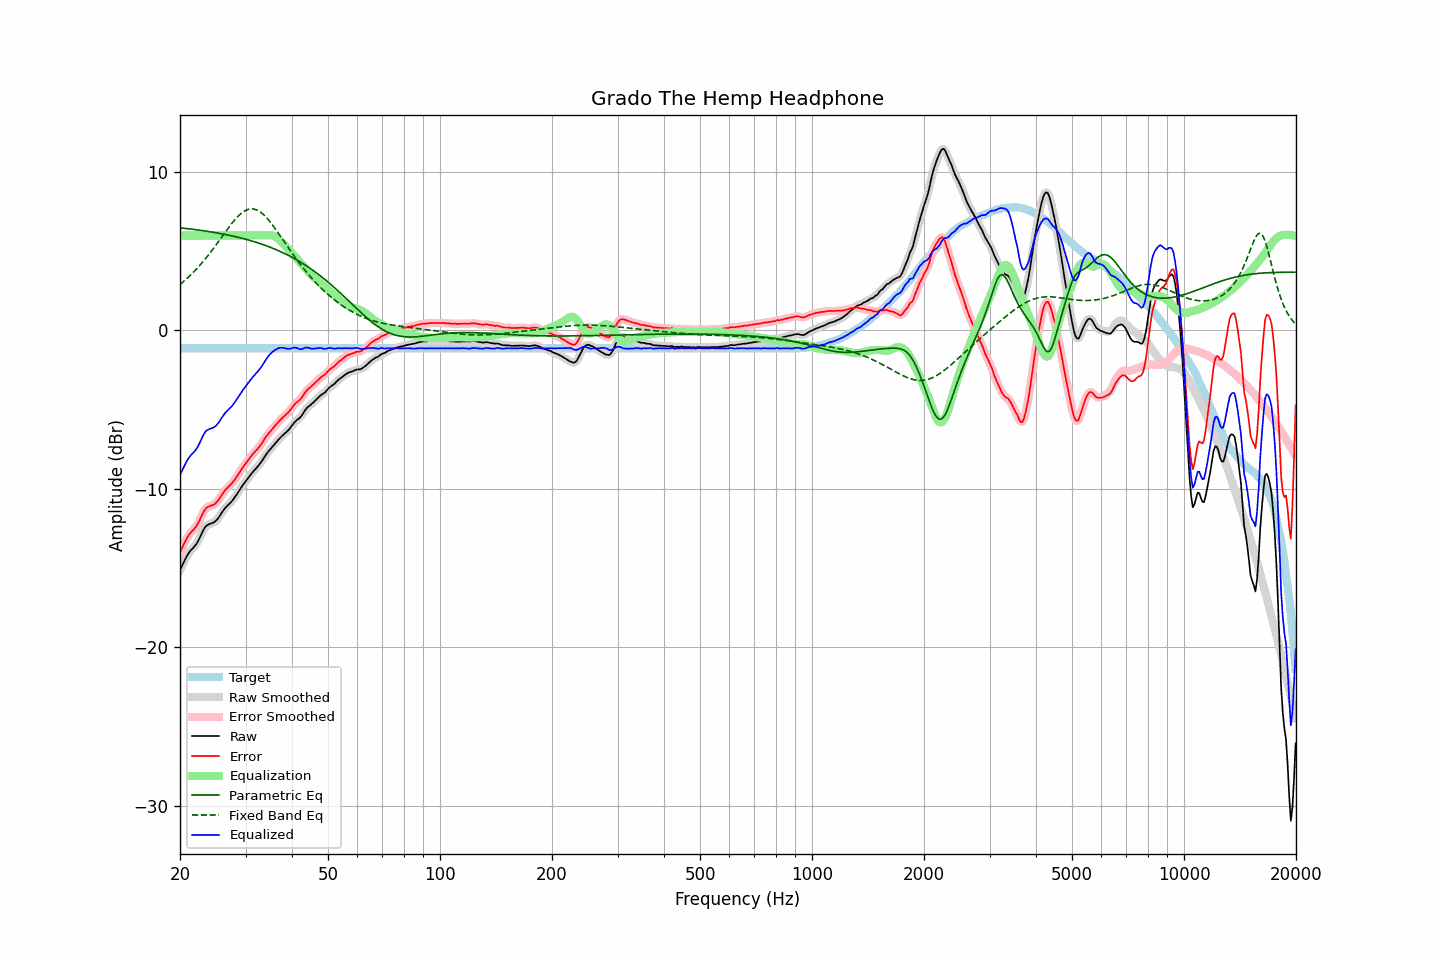 Grado The Hemp Headphone
Amplitude (dBr)
10
0
−10
−20
−30
Target
Raw Smoothed
Error Smoothed
Raw
Error
Equalization
Parametric Eq
Fixed Band Eq
Equalized
20 50 100 200 500 1000 2000 5000 10000 20000
Frequency (Hz)